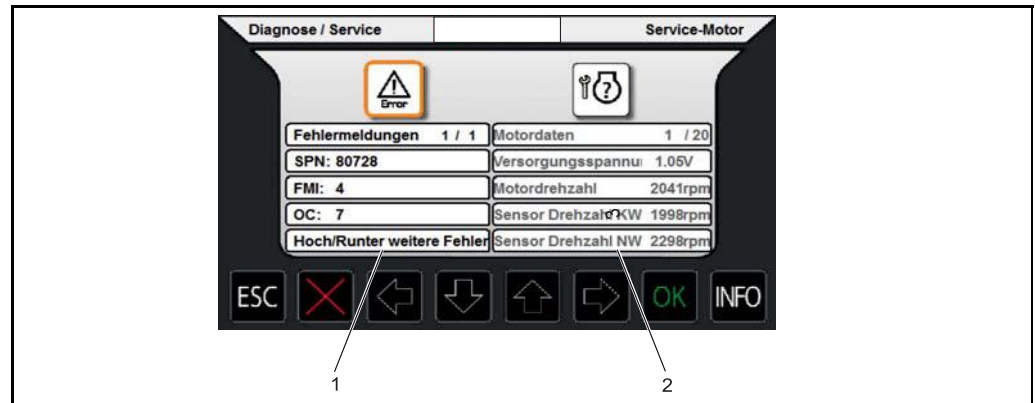 Diagnose / Service
Service-Motor
Error
?
Fehlermeldungen 1 / 1
SPN: 80728
FMI: 4
OC: 7
Hoch/Runter weitere Fehler
Motordaten 1 / 20
Versorgungsspannu 1.05V
Motordrehzahl 2041rpm
Sensor Drehzahl KW 1998rpm
Sensor Drehzahl NW 2298rpm
ESC
OK
INFO
1
2